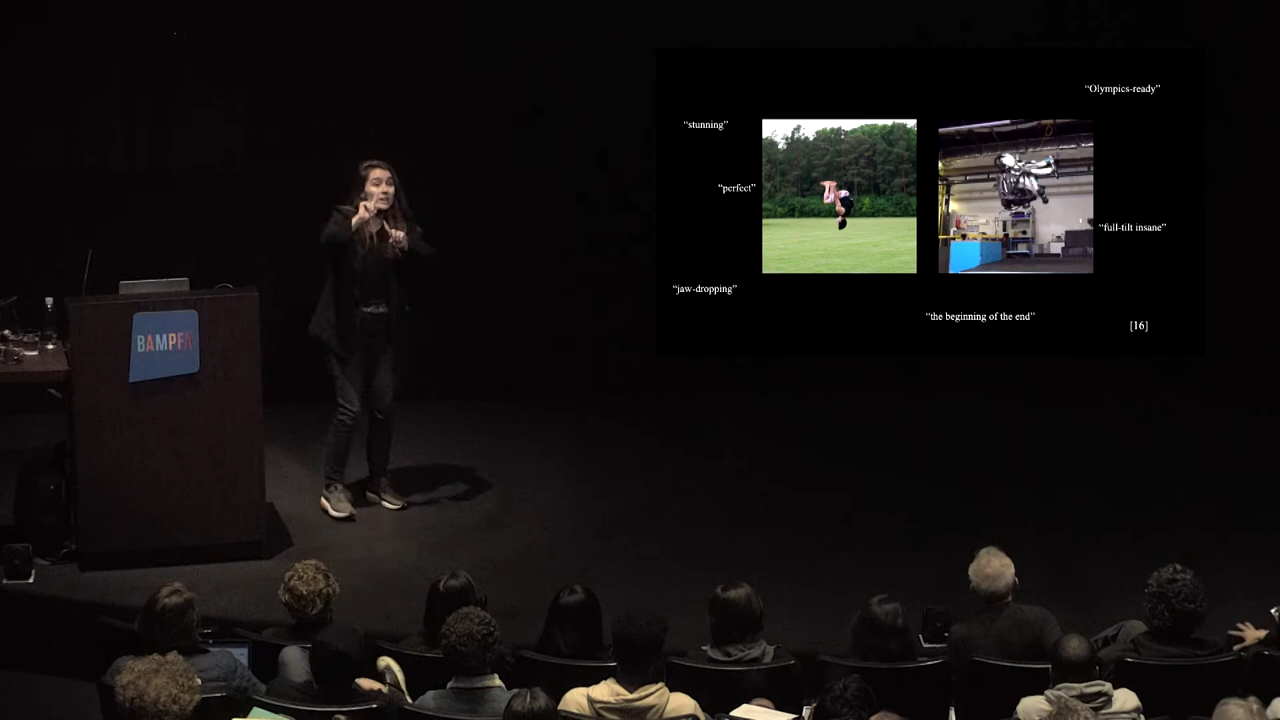 BAMPFA
“Olympics-ready”
“stunning”
“perfect”
“full-tilt insane”
“jaw-dropping”
“the beginning of the end”
[16]